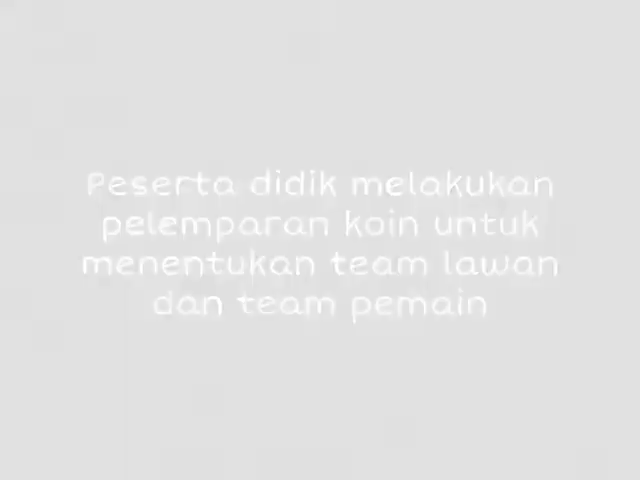 Peserta didik melakukan
pelemparan koin untuk
menentukan team lawan
dan team pemain